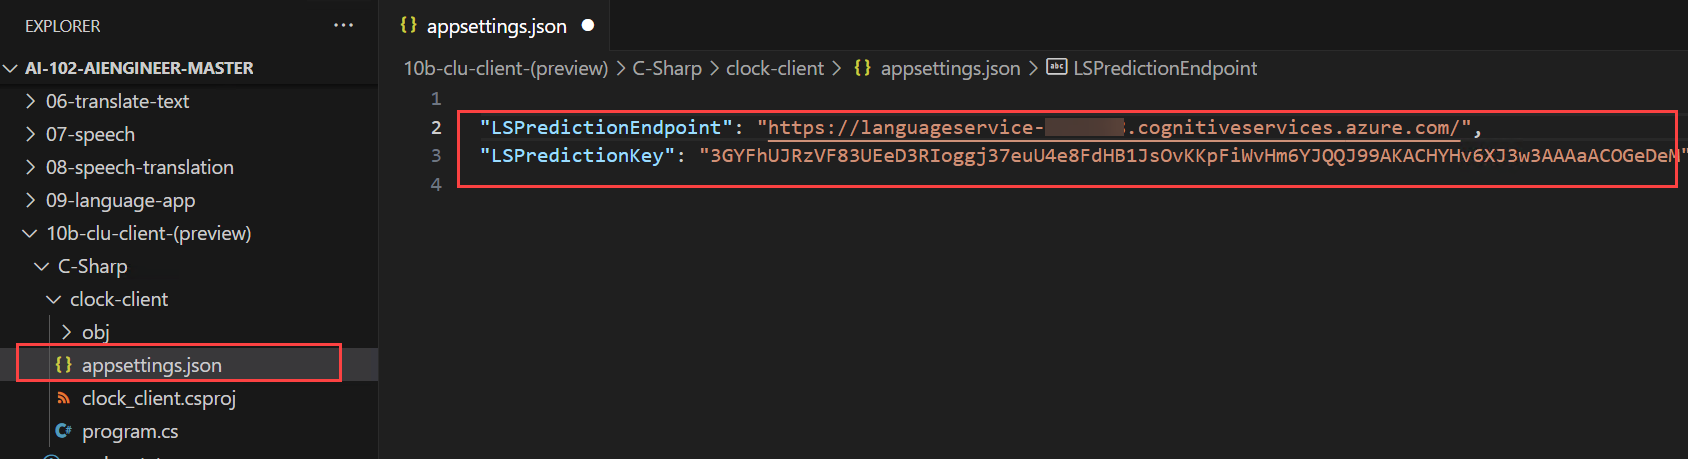 EXPLORER ···
AI-102-AIENGINEER-MASTER
06-translate-text
07-speech
08-speech-translation
09-language-app
10b-clu-client-(preview)
C-Sharp
clock-client
obj
{} appsettings.json
clock_client.csproj
C# program.cs
{} appsettings.json
10b-clu-client-(preview) > C-Sharp > clock-client > {} appsettings.json > abc LSPredictionEndpoint
1
2 "LSPredictionEndpoint": "https://languageservice- .cognitiveservices.azure.com/",
3 "LSPredictionKey": "3GYFhUJRzVF83UEeD3RIoggj37euU4e8FdHB1JsOvKKpFiWvHm6YJQQJ99AKACHYHv6XJ3w3AAAaACOGeDeM"
4